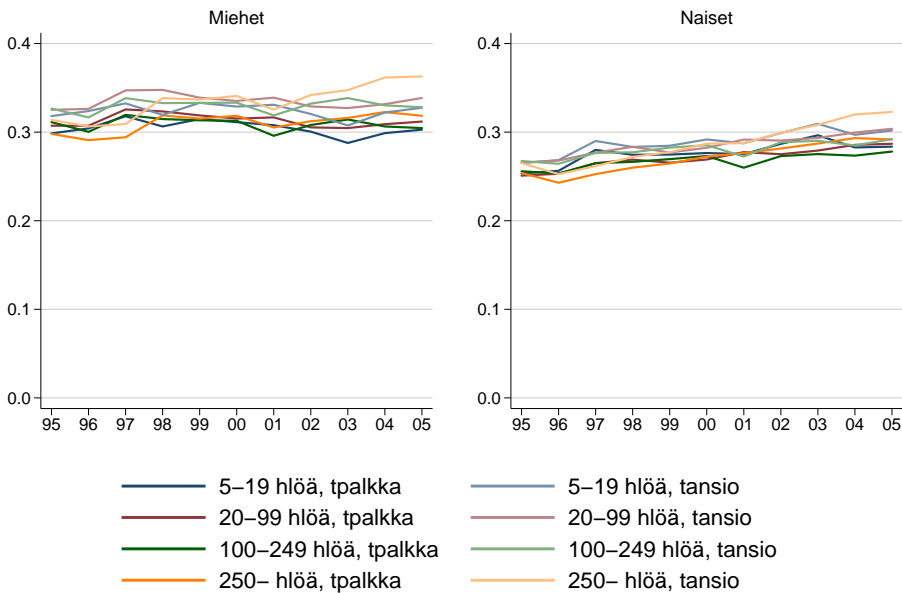 Miehet
Naiset
0.4
0.3
0.2
0.1
0.0
95 96 97 98 99 00 01 02 03 04 05
0.4
0.3
0.2
0.1
0.0
95 96 97 98 99 00 01 02 03 04 05
5–19 hlöä, tpalkka
5–19 hlöä, tansio
20–99 hlöä, tpalkka
20–99 hlöä, tansio
100–249 hlöä, tpalkka
100–249 hlöä, tansio
250– hlöä, tpalkka
250– hlöä, tansio